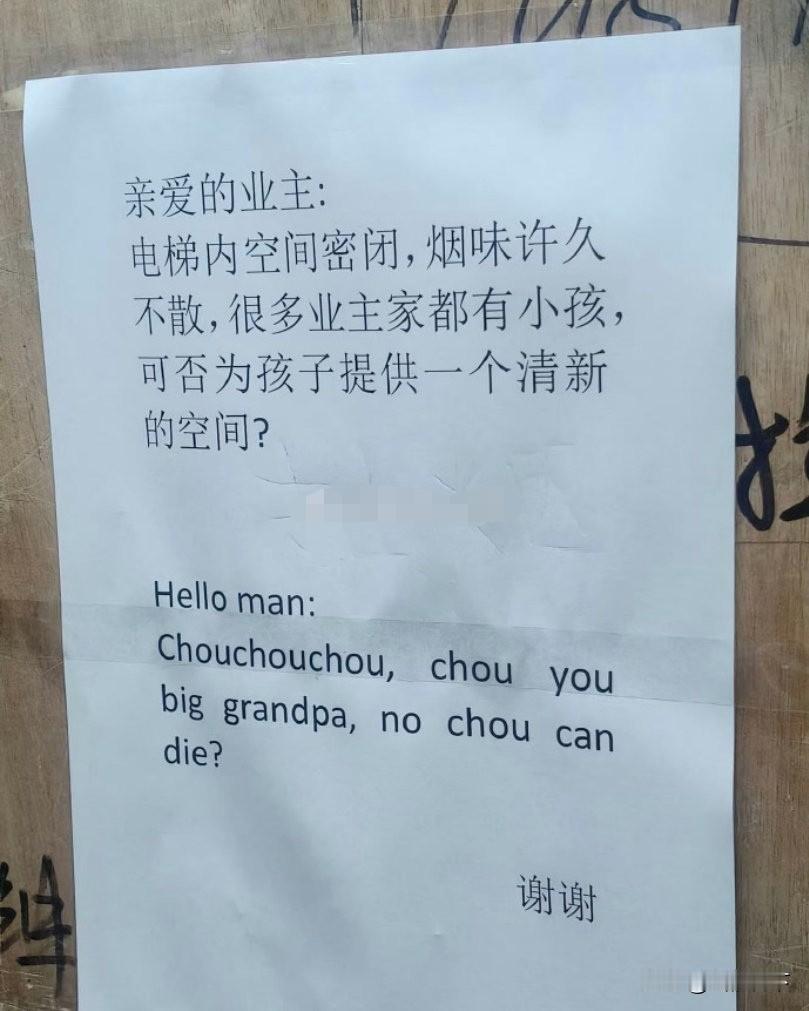 亲爱的业主:
电梯内空间密闭,烟味许久
不散,很多业主家都有小孩,
可否为孩子提供一个清新
的空间?
Hello man:
Chouchouchou, chou you
big grandpa, no chou can
die?
谢谢